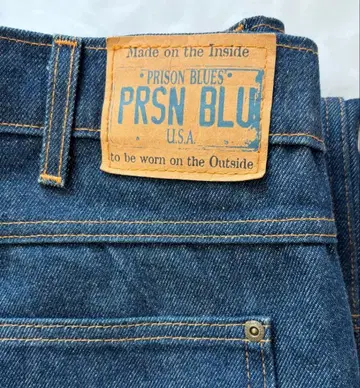 Made on the Inside
• PRISON BLUES •
PRSN BLU
U.S.A.
to be worn on the Outside